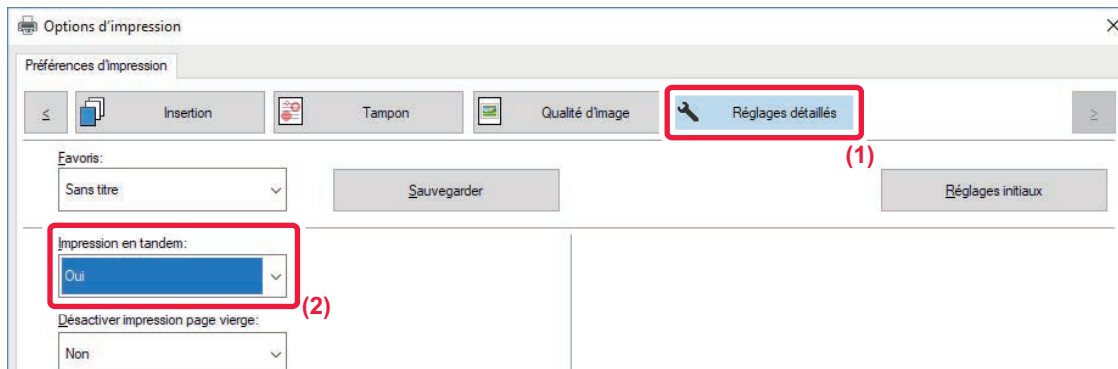 Options d'impression
Préférences d'impression
≤ Insertion Tampon Qualité d'image Réglages détaillés ≥
(1)
Favoris:
Sans titre Sauvegarder Réglages initiaux
Impression en tandem:
Oui
(2)
Désactiver impression page vierge:
Non